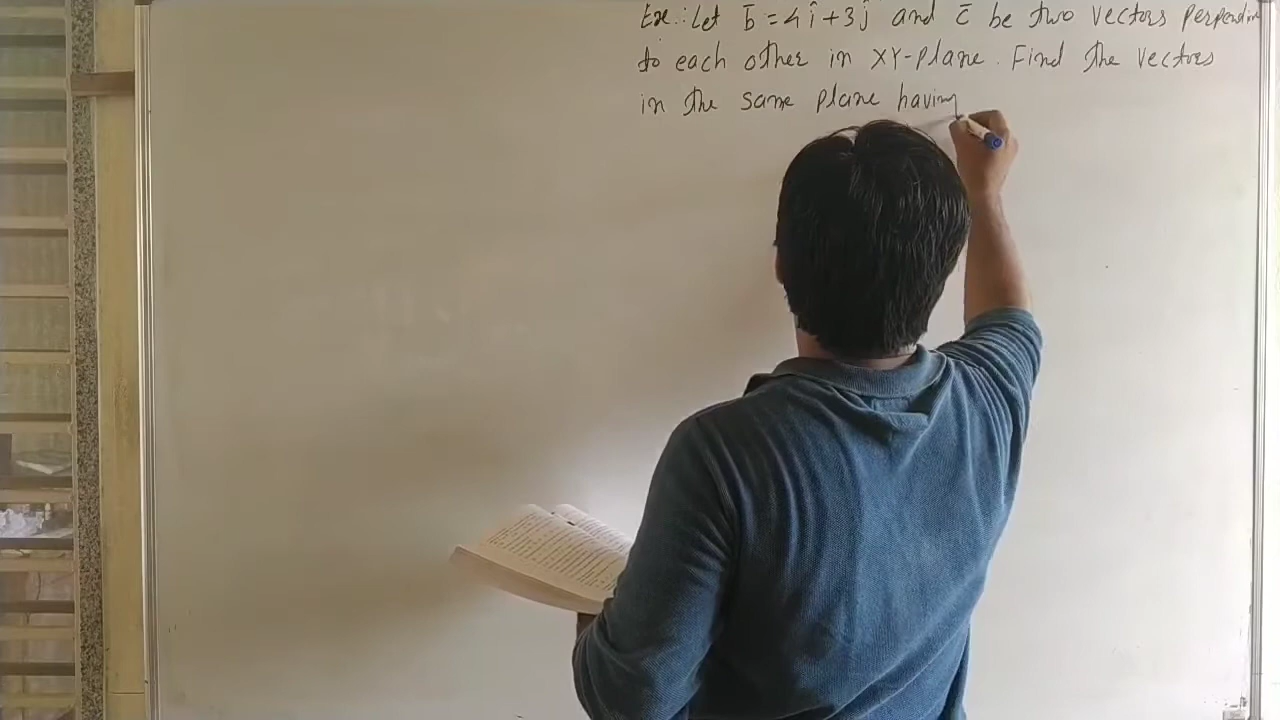 Ex.: Let b̄ = 4î + 3ĵ and c̄ be two vectors
to each other in XY-plane. Find the vectors
in the same plane having